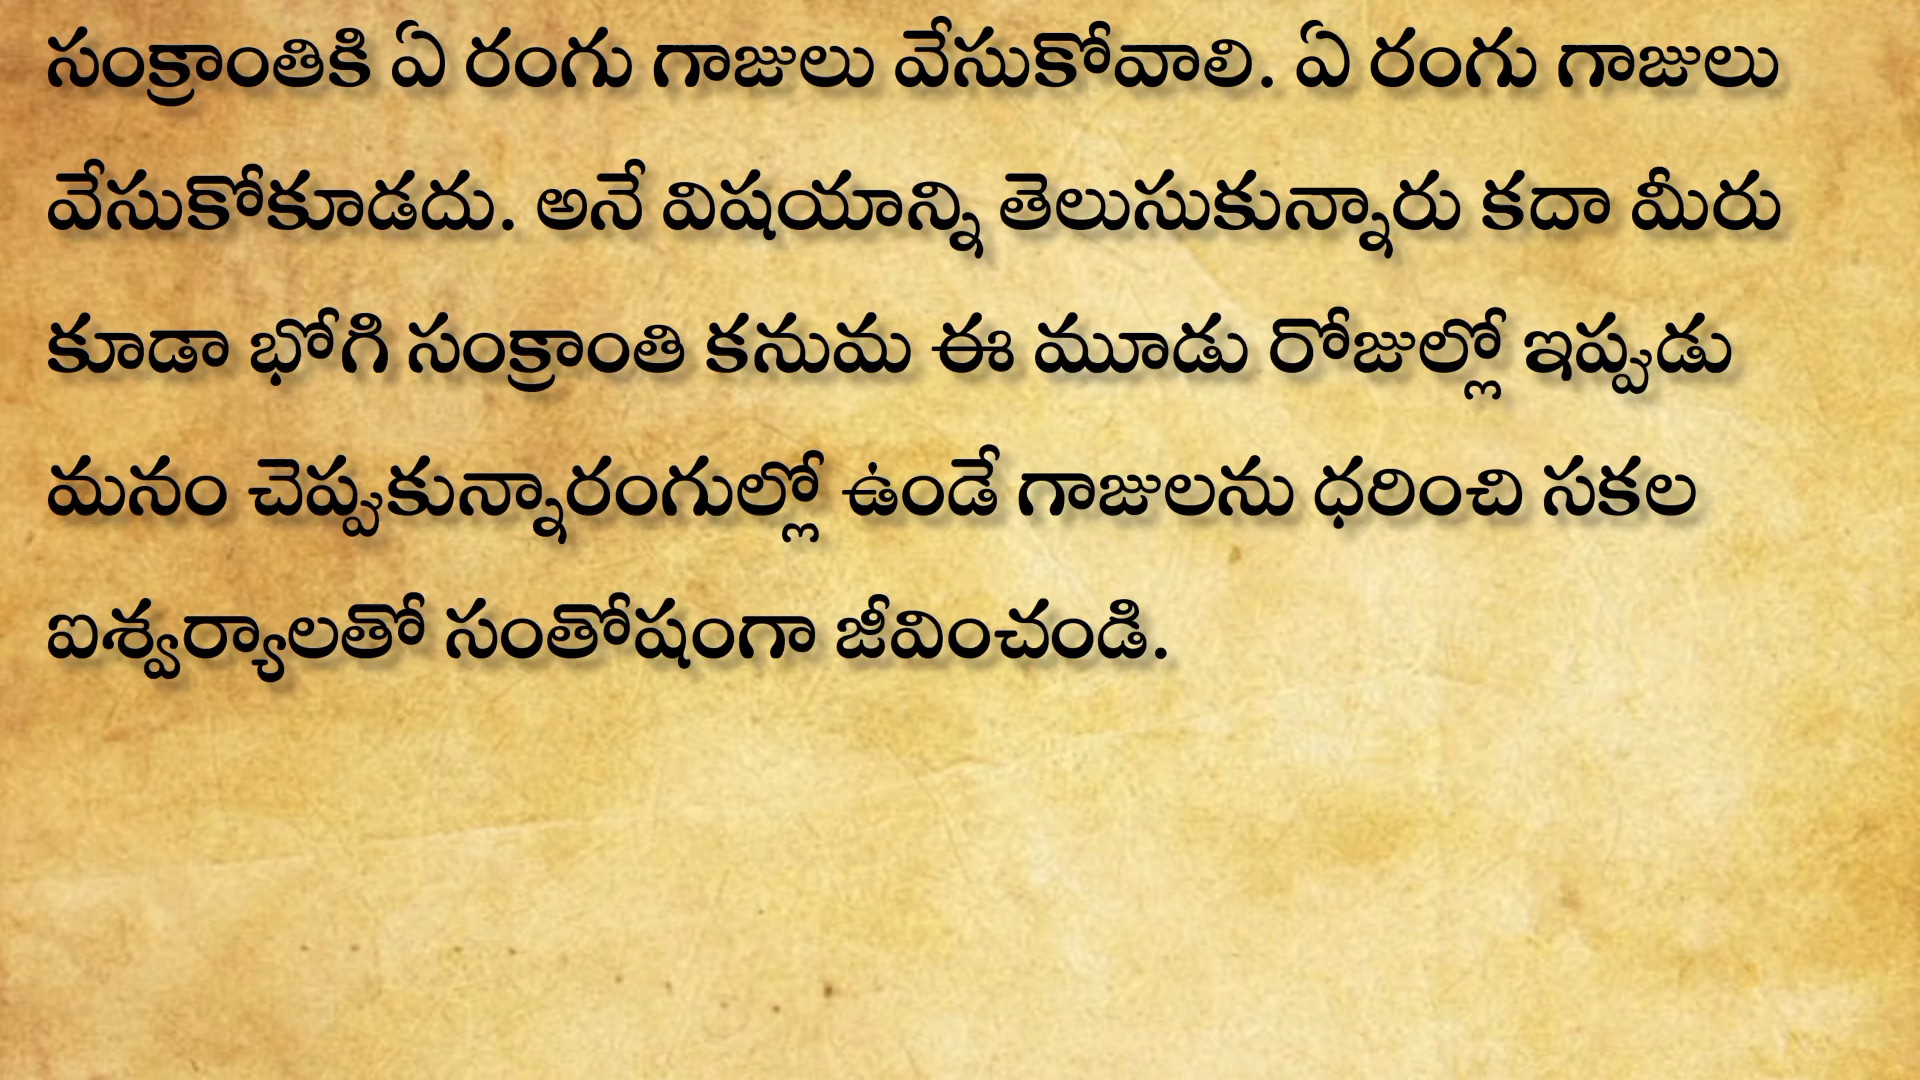 సంక్రాంతికి ఏ రంగు గాజులు వేసుకోవాలి. ఏ రంగు గాజులు
వేసుకోకూడదు. అనే విషయాన్ని తెలుసుకున్నారు కదా మీరు
కూడా భోగి సంక్రాంతి కనుమ ఈ మూడు రోజుల్లో ఇప్పుడు
మనం చెప్పుకున్నారంగుల్లో ఉండే గాజులను ధరించి సకల
ఐశ్వర్యాలతో సంతోషంగా జీవించండి.